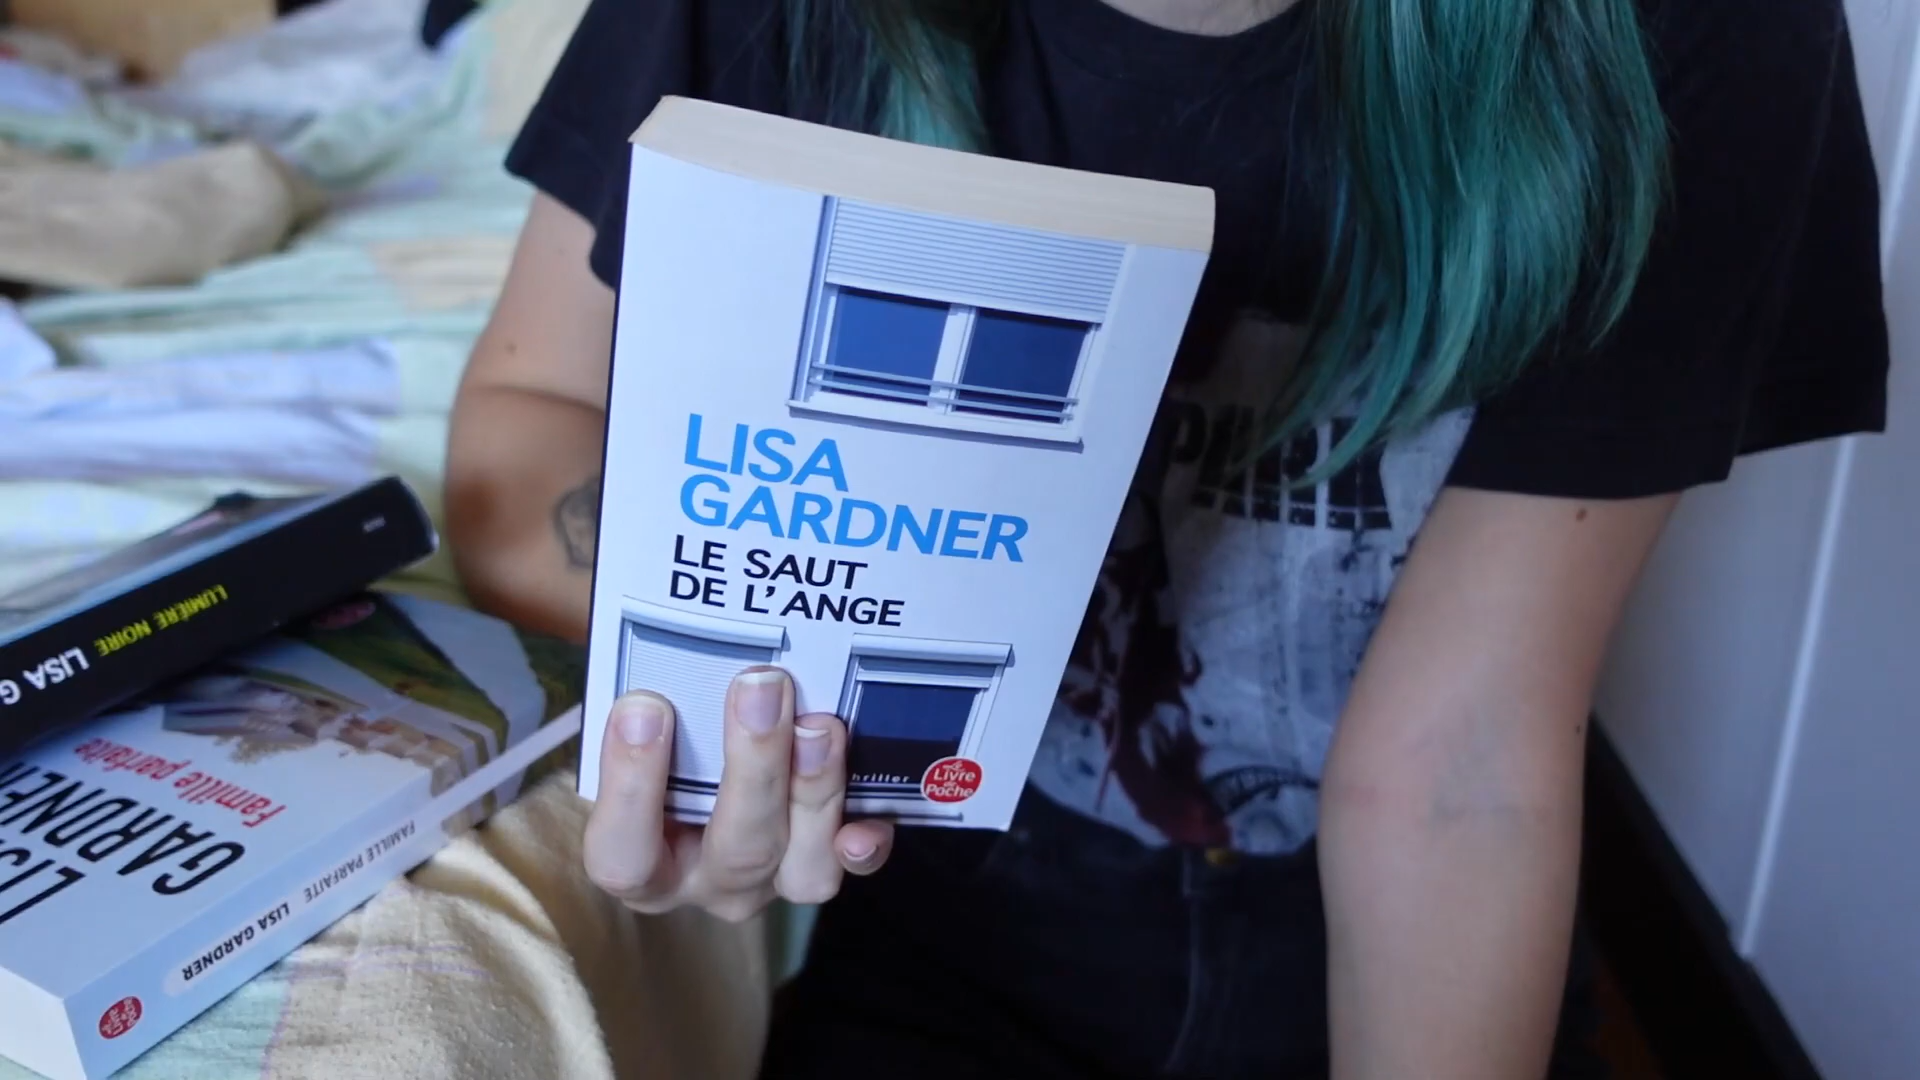 LISA
GARDNER
LE SAUT
DE L'ANGE
hriller
Le
Livre
de
Poche
LUMIÈRE NOIRE
LISA G
Famille parfaite
GARDNER
FAMILLE PARFAITE
LISA GARDNER